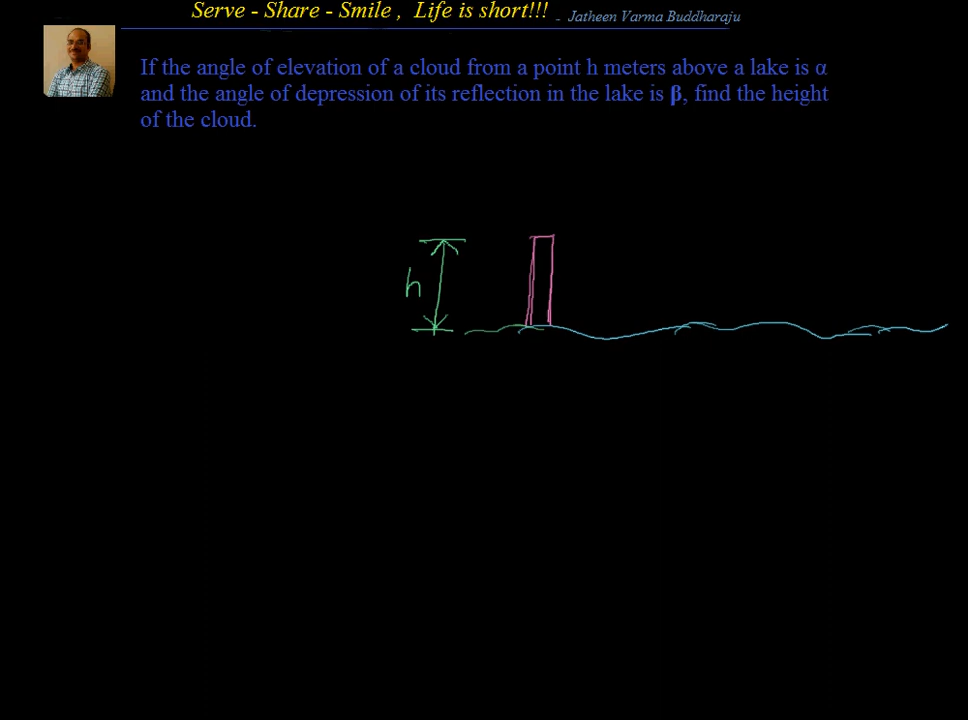 Serve - Share - Smile , Life is short!!! - Jatheen Varma Buddharaju
If the angle of elevation of a cloud from a point h meters above a lake is α
and the angle of depression of its reflection in the lake is β, find the height
of the cloud.
h